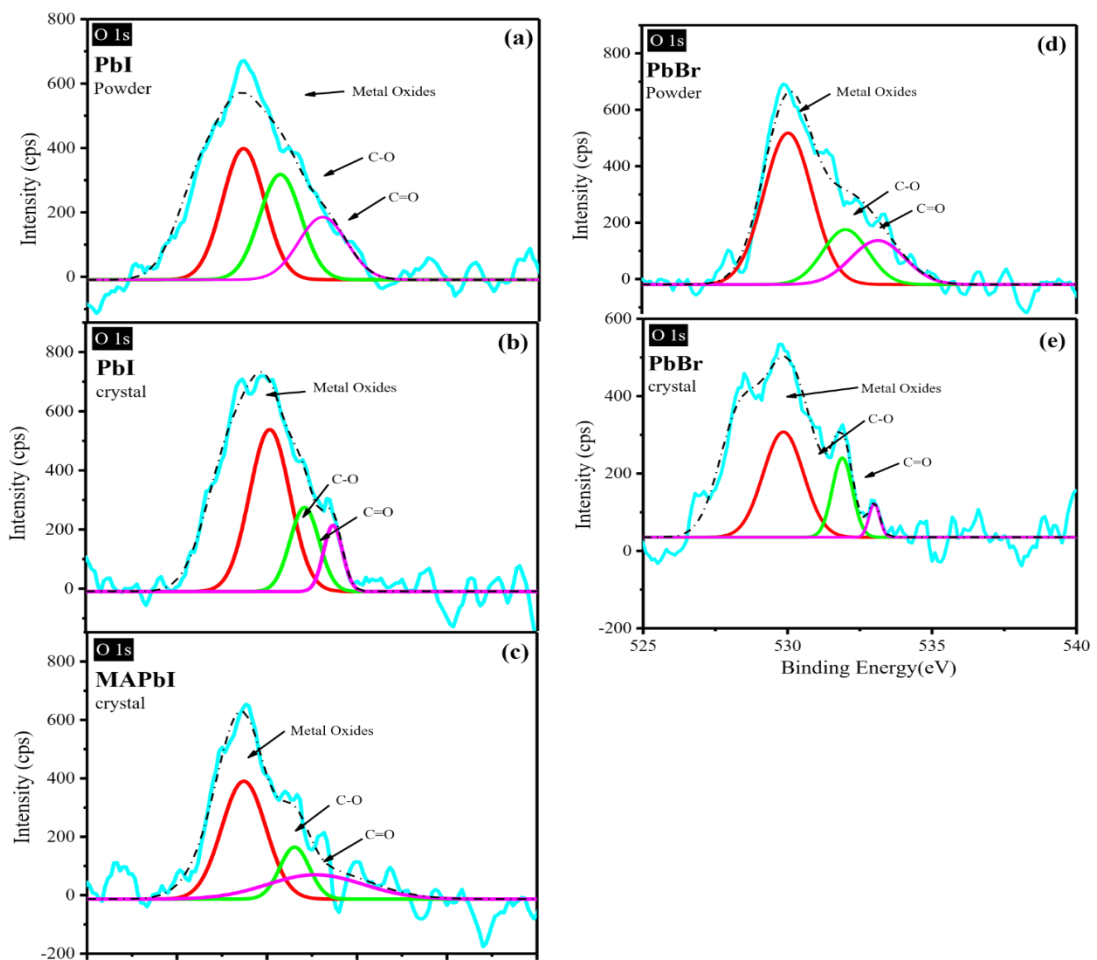 O 1s
(a)
PbI
Powder
Metal Oxides
C-O
C=O
Intensity (cps)
800
600
400
200
0
O 1s
(b)
PbI
crystal
Metal Oxides
C-O
C=O
Intensity (cps)
800
600
400
200
0
O 1s
(c)
MAPbI
crystal
Metal Oxides
C-O
C=O
Intensity (cps)
800
600
400
200
0
-200
O 1s
(d)
PbBr
Powder
Metal Oxides
C-O
C=O
Intensity (cps)
800
600
400
200
0
O 1s
(e)
PbBr
crystal
Metal Oxides
C-O
C=O
Intensity (cps)
600
400
200
0
-200
525 530 535 540
Binding Energy(eV)